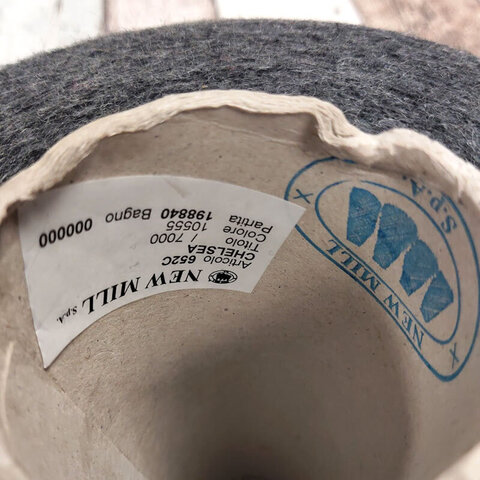 NEW MILL S.p.A.
Articolo 652C
CHELSEA
Titolo / 7000
Colore 10555
Partita 198840 Bagno 000000
NEW MILL S.p.A.